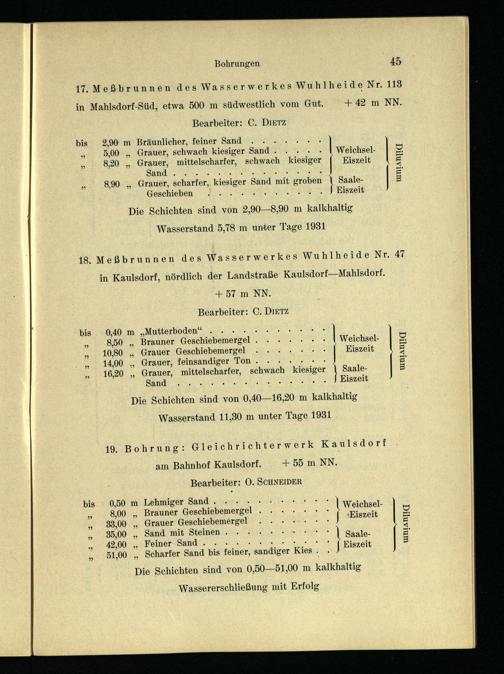 Bohrungen 45
17. Meßbrunnen des Wasserwerkes Wuhlheide Nr. 113
in Mahlsdorf-Süd, etwa 500 m südwestlich vom Gut. + 42 m NN.
Bearbeiter: C. DIETZ
bis 2,90 m Bräunlicher, feiner Sand . . . . . . .
„ 5,00 „ Grauer, schwach kiesiger Sand . . . . . Weichsel-
„ 8,20 „ Grauer, mittelscharfer, schwach kiesiger Eiszeit
Sand . . . . . . . . . . . . . .
„ 8,90 „ Grauer, scharfer, kiesiger Sand mit groben Saale-
Geschieben . . . . . . . . . . . Eiszeit
Diluvium
Die Schichten sind von 2,90—8,90 m kalkhaltig
Wasserstand 5,78 m unter Tage 1931
18. Meßbrunnen des Wasserwerkes Wuhlheide Nr. 47
in Kaulsdorf, nördlich der Landstraße Kaulsdorf—Mahlsdorf.
+ 57 m NN.
Bearbeiter: C. DIETZ
bis 0,40 m „Mutterboden“ . . . . . . . . . . .
„ 8,50 „ Brauner Geschiebemergel . . . . . . . Weichsel-
„ 10,80 „ Grauer Geschiebemergel . . . . . . . Eiszeit
„ 14,00 „ Grauer, feinsandiger Ton . . . . . . .
„ 16,20 „ Grauer, mittelscharfer, schwach kiesiger Saale-
Sand . . . . . . . . . . . . . . Eiszeit
Diluvium
Die Schichten sind von 0,40—16,20 m kalkhaltig
Wasserstand 11,30 m unter Tage 1931
19. Bohrung: Gleichrichterwerk Kaulsdorf
am Bahnhof Kaulsdorf. + 55 m NN.
Bearbeiter: O. SCHNEIDER
bis 0,50 m Lehmiger Sand . . . . . . . . . . . Weichsel-
„ 8,00 „ Brauner Geschiebemergel . . . . . . . Eiszeit
„ 33,00 „ Grauer Geschiebemergel . . . . . . .
„ 35,00 „ Sand mit Steinen . . . . . . . . . . Saale-
„ 42,00 „ Feiner Sand . . . . . . . . . . . . Eiszeit
„ 51,00 „ Scharfer Sand bis feiner, sandiger Kies . .
Diluvium
Die Schichten sind von 0,50—51,00 m kalkhaltig
Wassererschließung mit Erfolg